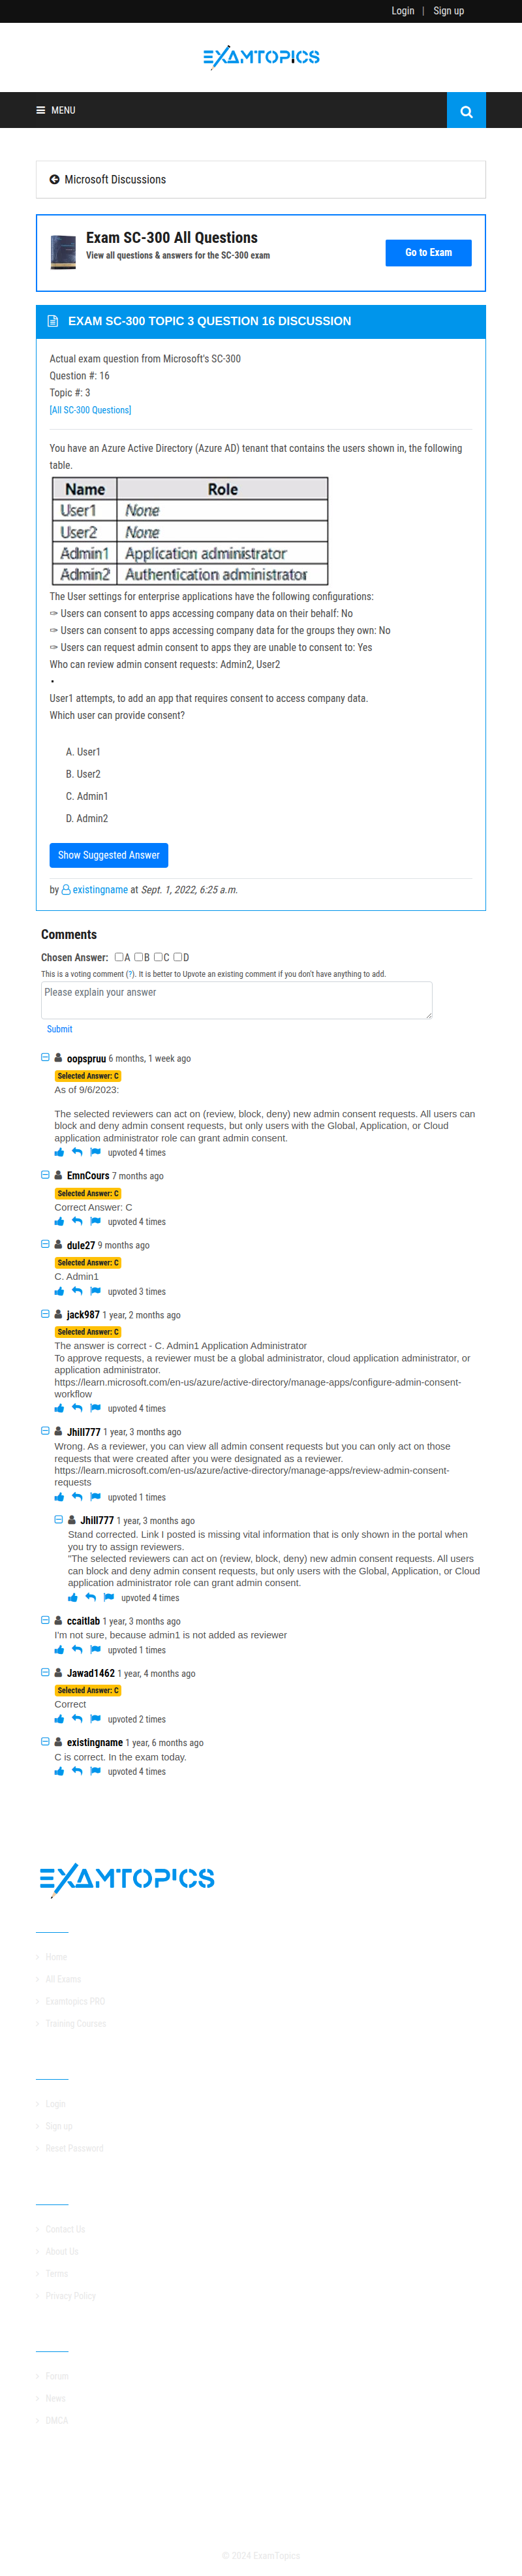 Login | Sign up
EXAMTOPICS
MENU
Microsoft Discussions
Exam SC-300 All Questions
View all questions & answers for the SC-300 exam
Go to Exam
EXAM SC-300 TOPIC 3 QUESTION 16 DISCUSSION
Actual exam question from Microsoft's SC-300
Question #: 16
Topic #: 3
[All SC-300 Questions]
You have an Azure Active Directory (Azure AD) tenant that contains the users shown in, the following
table.
Name Role
User1 None
User2 None
Admin1 Application administrator
Admin2 Authentication administrator
The User settings for enterprise applications have the following configurations:
✑ Users can consent to apps accessing company data on their behalf: No
✑ Users can consent to apps accessing company data for the groups they own: No
✑ Users can request admin consent to apps they are unable to consent to: Yes
Who can review admin consent requests: Admin2, User2
•
User1 attempts, to add an app that requires consent to access company data.
Which user can provide consent?
A. User1
B. User2
C. Admin1
D. Admin2
Show Suggested Answer
by existingname at Sept. 1, 2022, 6:25 a.m.
Comments
Chosen Answer: A B C D
This is a voting comment (?). It is better to Upvote an existing comment if you don't have anything to add.
Please explain your answer
Submit
oopspruu 6 months, 1 week ago
Selected Answer: C
As of 9/6/2023:
The selected reviewers can act on (review, block, deny) new admin consent requests. All users can
block and deny admin consent requests, but only users with the Global, Application, or Cloud
application administrator role can grant admin consent.
upvoted 4 times
EmnCours 7 months ago
Selected Answer: C
Correct Answer: C
upvoted 4 times
dule27 9 months ago
Selected Answer: C
C. Admin1
upvoted 3 times
jack987 1 year, 2 months ago
Selected Answer: C
The answer is correct - C. Admin1 Application Administrator
To approve requests, a reviewer must be a global administrator, cloud application administrator, or
application administrator.
https://learn.microsoft.com/en-us/azure/active-directory/manage-apps/configure-admin-consent-
workflow
upvoted 4 times
Jhill777 1 year, 3 months ago
Wrong. As a reviewer, you can view all admin consent requests but you can only act on those
requests that were created after you were designated as a reviewer.
https://learn.microsoft.com/en-us/azure/active-directory/manage-apps/review-admin-consent-
requests
upvoted 1 times
Jhill777 1 year, 3 months ago
Stand corrected. Link I posted is missing vital information that is only shown in the portal when
you try to assign reviewers.
"The selected reviewers can act on (review, block, deny) new admin consent requests. All users
can block and deny admin consent requests, but only users with the Global, Application, or Cloud
application administrator role can grant admin consent.
upvoted 4 times
ccaitlab 1 year, 3 months ago
I'm not sure, because admin1 is not added as reviewer
upvoted 1 times
Jawad1462 1 year, 4 months ago
Selected Answer: C
Correct
upvoted 2 times
existingname 1 year, 6 months ago
C is correct. In the exam today.
upvoted 4 times
EXAMTOPICS
Home
All Exams
Examtopics PRO
Training Courses
Login
Sign up
Reset Password
Contact Us
About Us
Terms
Privacy Policy
Forum
News
DMCA
© 2024 ExamTopics